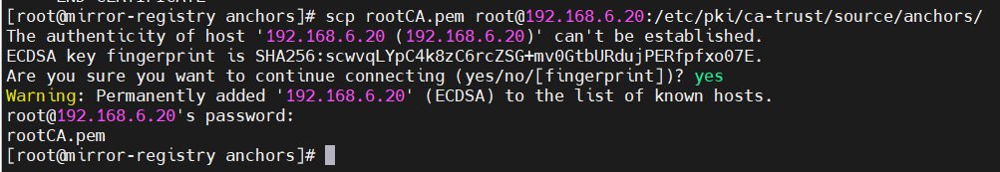 END CERTIFICATE
[root@mirror-registry anchors]# scp rootCA.pem root@192.168.6.20:/etc/pki/ca-trust/source/anchors/
The authenticity of host '192.168.6.20 (192.168.6.20)' can't be established.
ECDSA key fingerprint is SHA256:scwvqLYpC4k8zC6rcZSG+mv0GtbURdujPERfpfxo07E.
Are you sure you want to continue connecting (yes/no/[fingerprint])? yes
Warning: Permanently added '192.168.6.20' (ECDSA) to the list of known hosts.
root@192.168.6.20's password:
rootCA.pem
[root@mirror-registry anchors]#